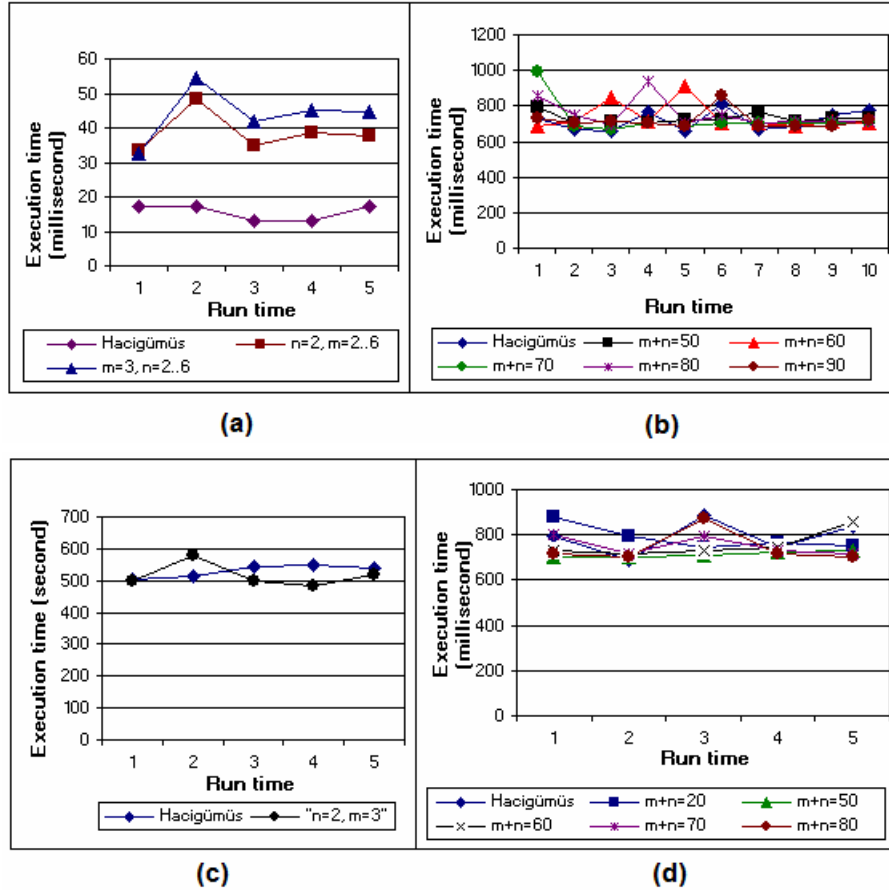 60
50
40
30
20
10
0
Execution time
(millisecond)
1 2 3 4 5
Run time
Hacigümüs
n=2, m=2..6
m=3, n=2..6
(a)
1200
1000
800
600
400
200
0
Execution time
(millisecond)
1 2 3 4 5 6 7 8 9 10
Run time
Hacigümüs m+n=50 m+n=60
m+n=70 m+n=80 m+n=90
(b)
700
600
500
400
300
200
100
0
Execution time (second)
1 2 3 4 5
Run time
Hacigümüs "n=2, m=3"
(c)
1000
800
600
400
200
0
Execution time
(millisecond)
1 2 3 4 5
Run time
Hacigümüs m+n=20 m+n=50
m+n=60 m+n=70 m+n=80
(d)